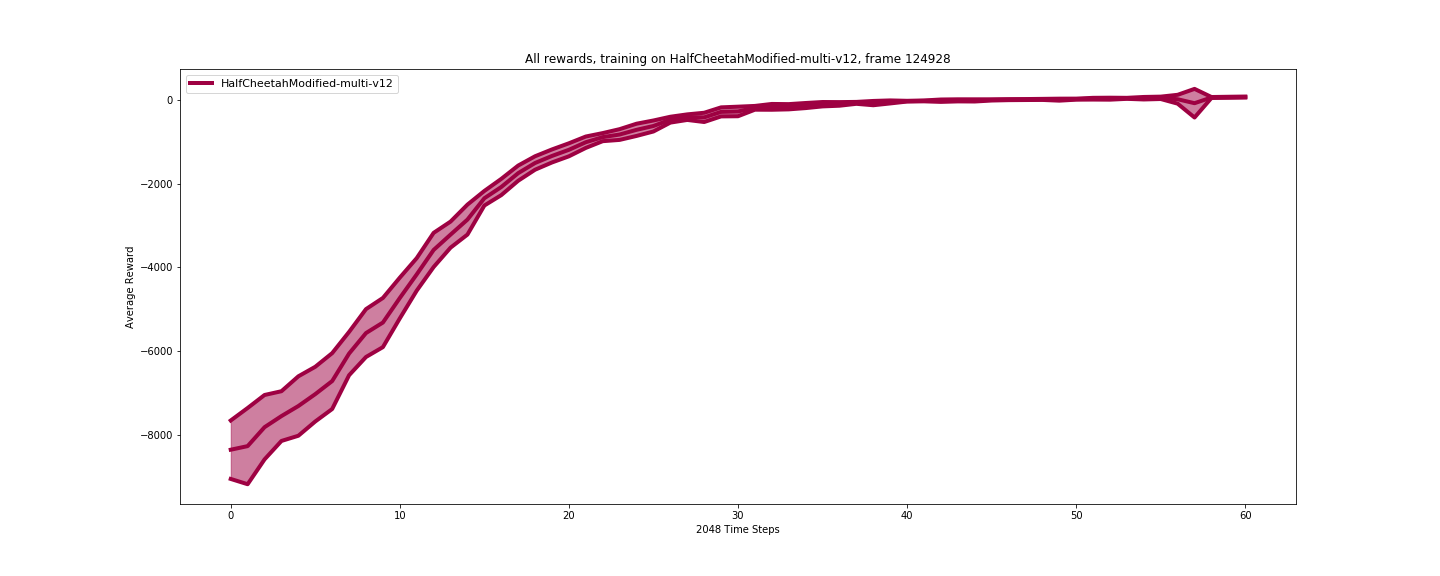 All rewards, training on HalfCheetahModified-multi-v12, frame 124928
HalfCheetahModified-multi-v12
0
−2000
−4000
−6000
−8000
Average Reward
0 10 20 30 40 50 60
2048 Time Steps